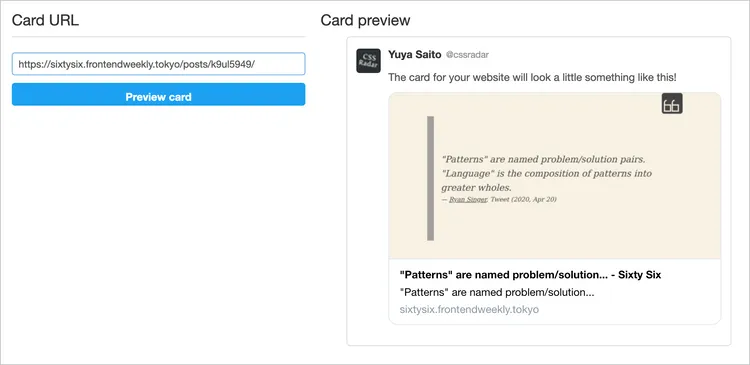 Card URL
https://sixtysix.frontendweekly.tokyo/posts/k9ul5949/
Preview card
Card preview
CSS
Radar
Yuya Saito @cssradar
The card for your website will look a little something like this!
66
"Patterns" are named problem/solution pairs.
"Language" is the composition of patterns into
greater wholes.
— Ryan Singer, Tweet (2020, Apr 20)
"Patterns" are named problem/solution... - Sixty Six
"Patterns" are named problem/solution...
sixtysix.frontendweekly.tokyo